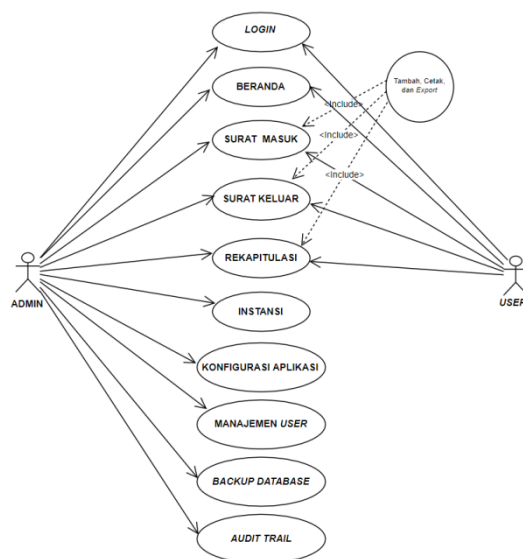 LOGIN
BERANDA
Tambah, Cetak,
dan Export
<Include>
SURAT MASUK
<Include>
<Include>
SURAT KELUAR
REKAPITULASI
ADMIN
USER
INSTANSI
KONFIGURASI APLIKASI
MANAJEMEN USER
BACKUP DATABASE
AUDIT TRAIL